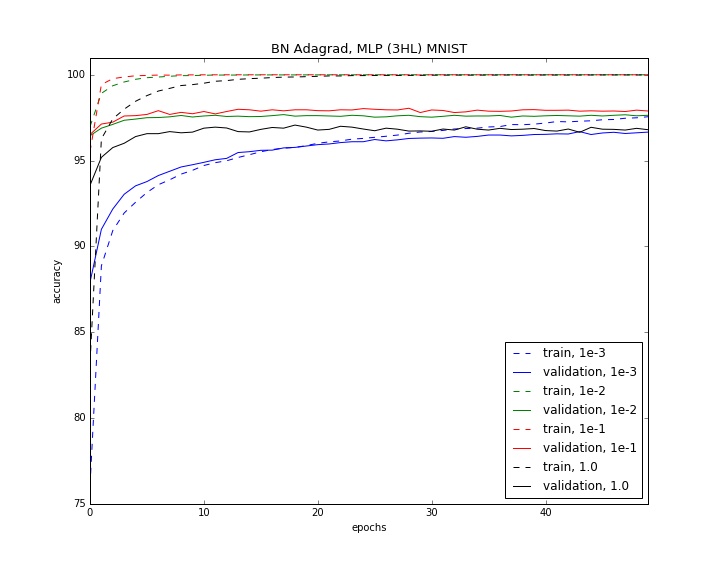 BN Adagrad, MLP (3HL) MNIST
accuracy
100
95
90
85
80
75
0
10
20
30
40
epochs
train, 1e-3
validation, 1e-3
train, 1e-2
validation, 1e-2
train, 1e-1
validation, 1e-1
train, 1.0
validation, 1.0